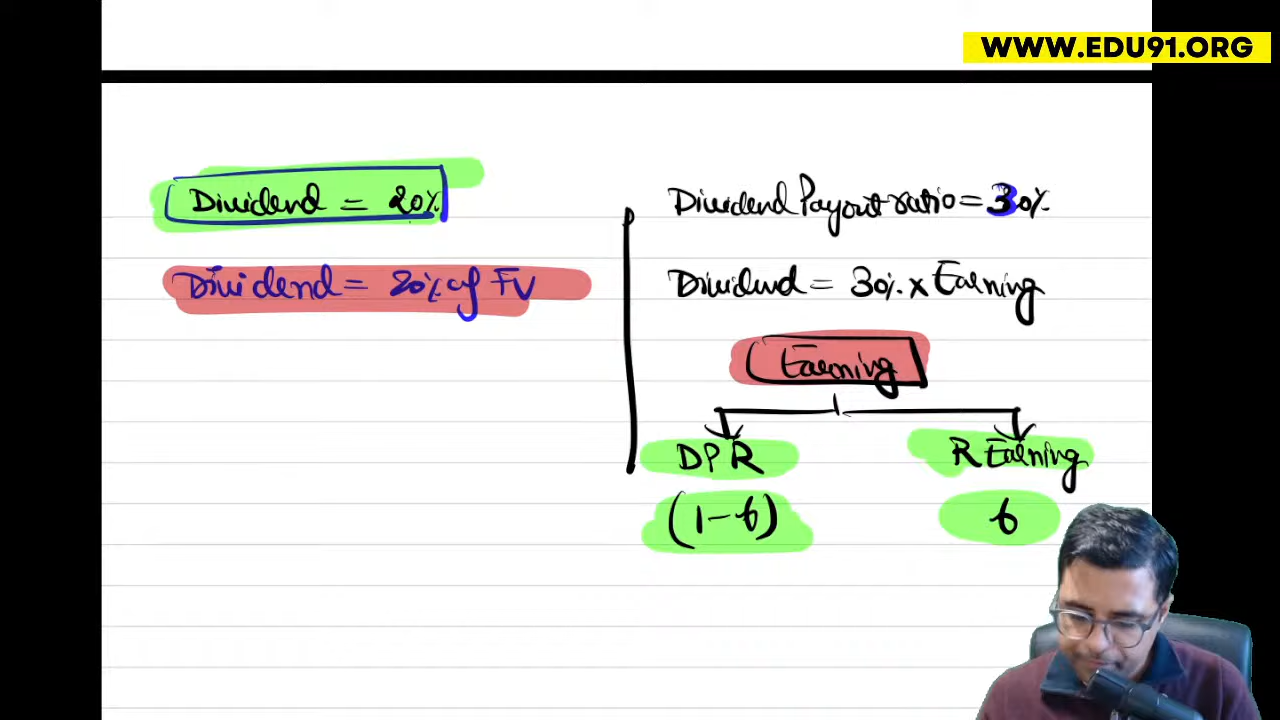 WWW.EDU91.ORG
Dividend = 20%
Dividend = 20% of FV
Dividend Payout ratio = 30%
Dividend = 30% x Earning
Earning
DPR
R Earning
(1-b)
b